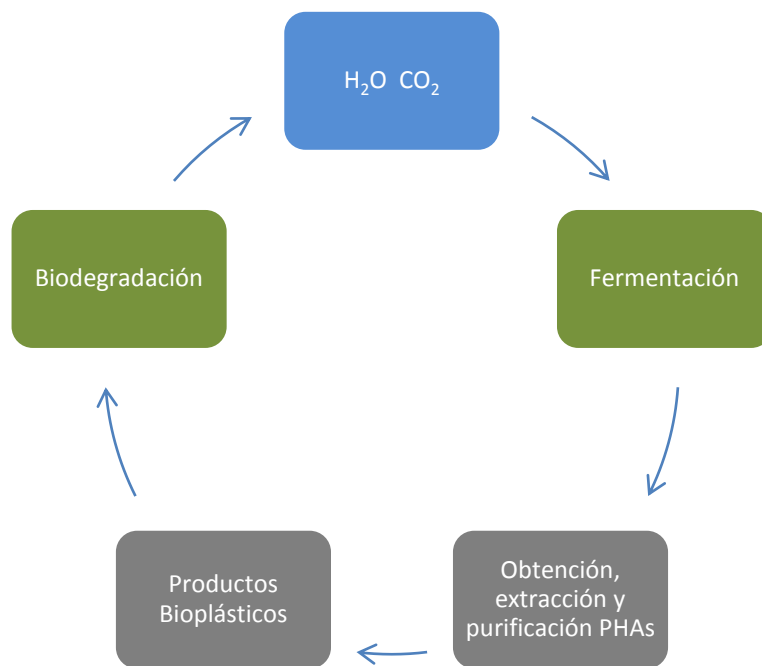 H₂O CO₂
Fermentación
Obtención,
extracción y
purificación PHAs
Productos
Bioplásticos
Biodegradación